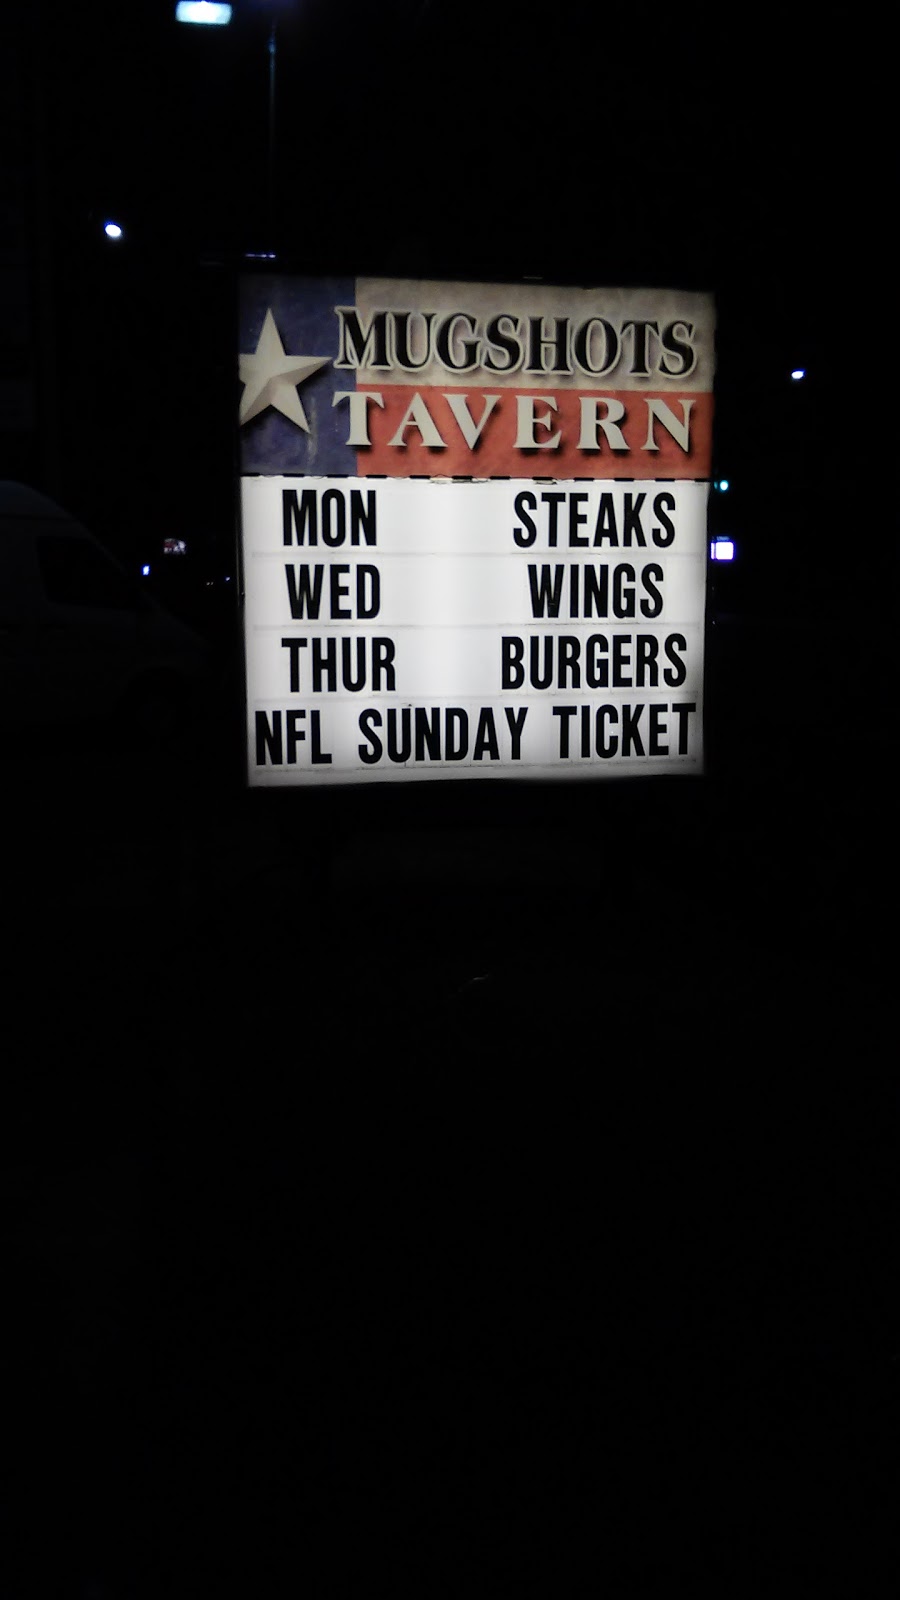 MUGSHOTS
TAVERN
MON STEAKS
WED WINGS
THUR BURGERS
NFL SUNDAY TICKET